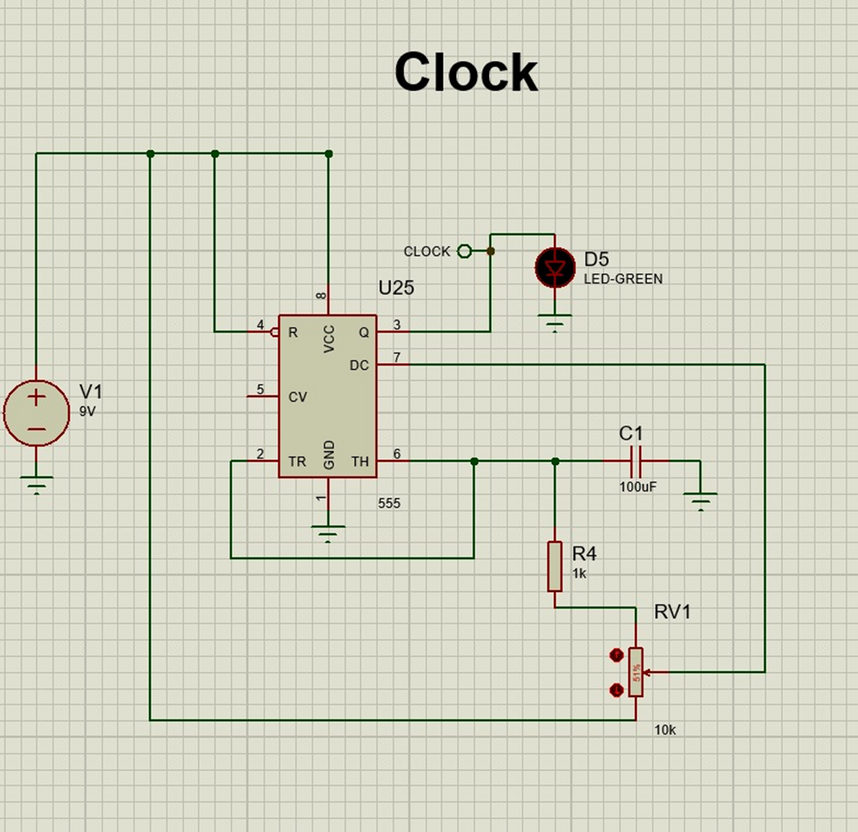 Clock
CLOCK
D5
LED-GREEN
U25
8
4
R
VCC
Q
3
DC
7
V1
9V
5
CV
2
TR
GND
TH
6
1
555
C1
100uF
R4
1k
RV1
51%
10k